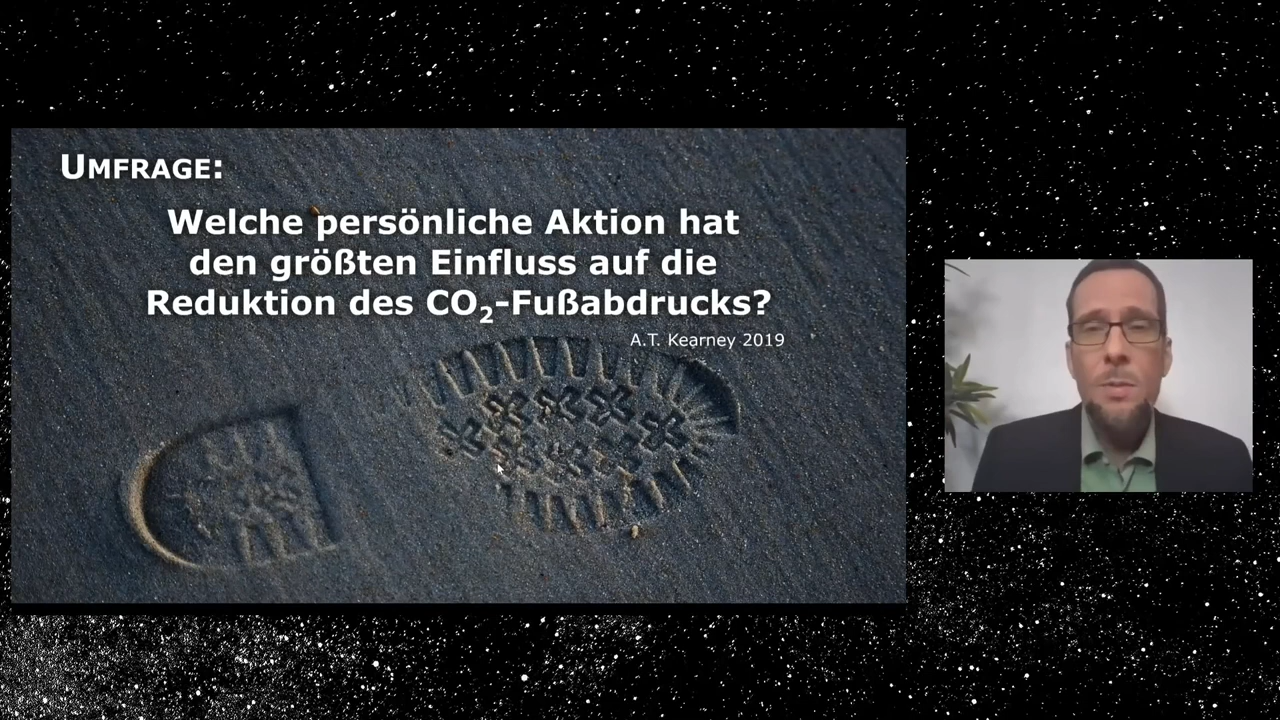 UMFRAGE:
Welche persönliche Aktion hat
den größten Einfluss auf die
Reduktion des CO₂-Fußabdrucks?
A.T. Kearney 2019